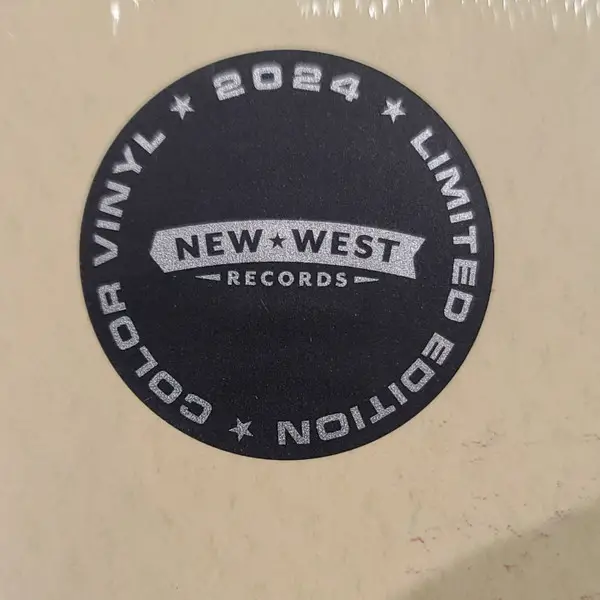 2024 ★ LIMITED EDITION ★ COLOR VINYL ★
NEW ★ WEST
RECORDS